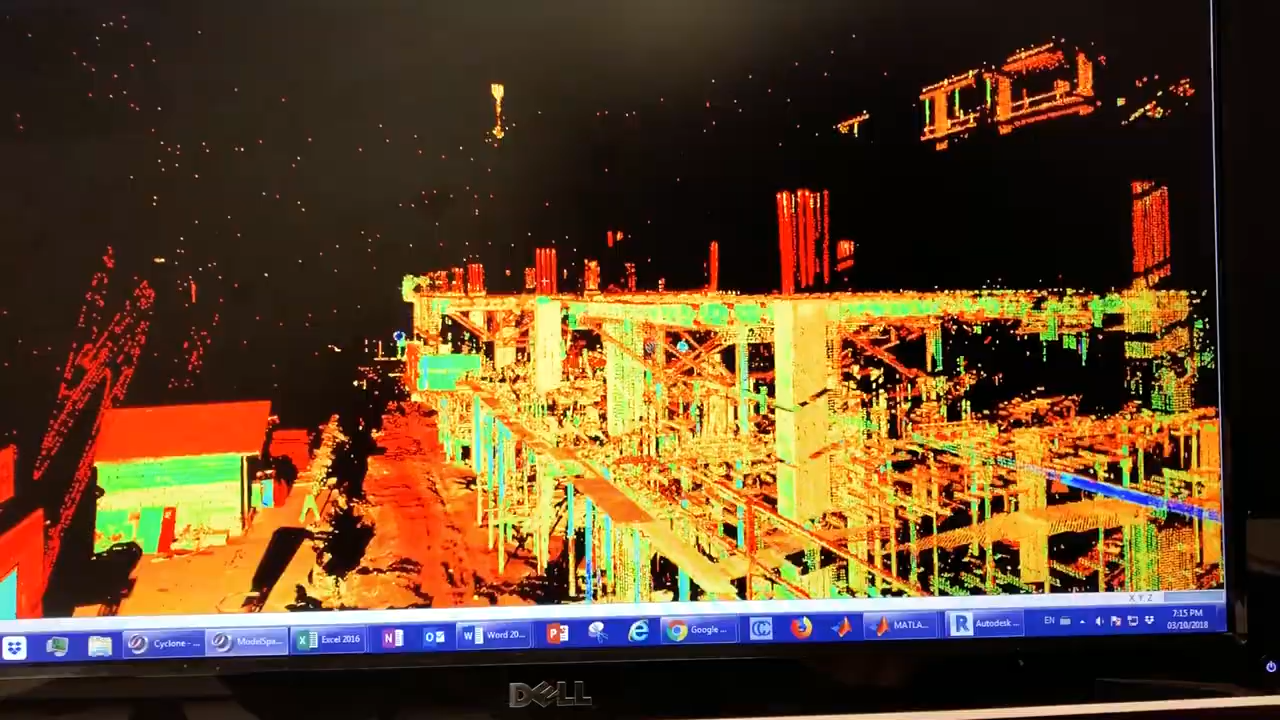 X Y Z
Cyclone - ...
ModelSpa...
Excel 2016
Word 20...
Google ...
MATLA...
Autodesk ...
EN
7:15 PM
03/10/2018
DELL